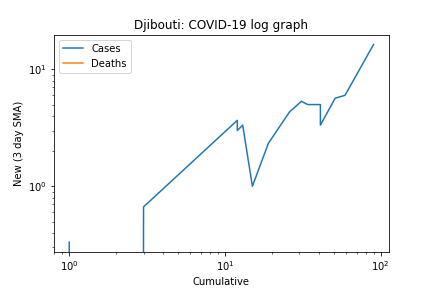 Djibouti: COVID-19 log graph
Cases
Deaths
New (3 day SMA)
10¹
10⁰
10⁰
10¹
10²
Cumulative